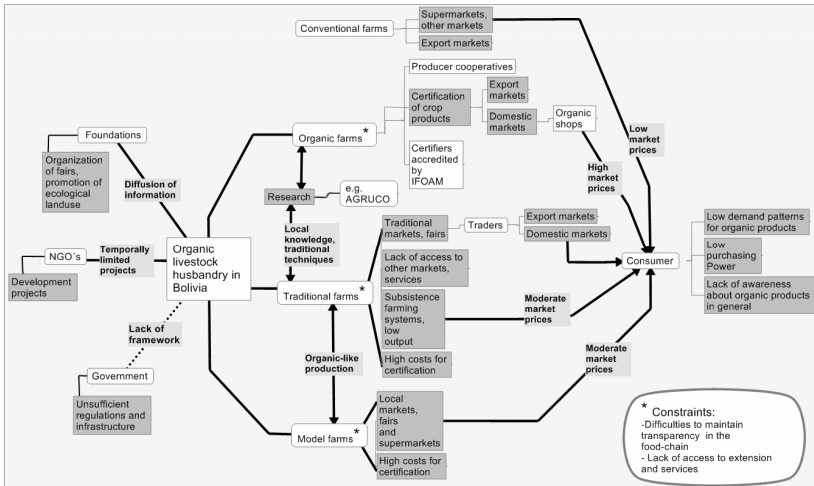 Conventional farms
Supermarkets,
other markets
Export markets
Producer cooperatives
Certification
of crop
products
Export
markets
Domestic
markets
Organic
shops
Certifiers
accredited
by
IFOAM
Organic farms*
Foundations
Organization
of fairs,
promotion of
ecological
landuse
Diffusion of
information
Research
e.g.
AGRUCO
Low
market
prices
High
market
prices
Local
knowledge,
traditional
techniques
Organic
livestock
husbandry in
Bolivia
NGO´s
Temporally
limited
projects
Development
projects
Lack of
framework
Government
Unsufficient
regulations and
infrastructure
Traditional farms*
Traditional
markets, fairs
Traders
Export markets
Domestic markets
Lack of access to
other markets,
services
Subsistence
farming
systems,
low
output
High costs for
certification
Moderate
market
prices
Consumer
Low demand patterns
for organic products
Low
purchasing
Power
Lack of awareness
about organic products
in general
Organic-like
production
Moderate
market
prices
Model farms*
Local
markets,
fairs
and
supermarkets
High costs for
certification
* Constraints:
-Difficulties to maintain
transparency in the
food-chain
- Lack of access to extension
and services